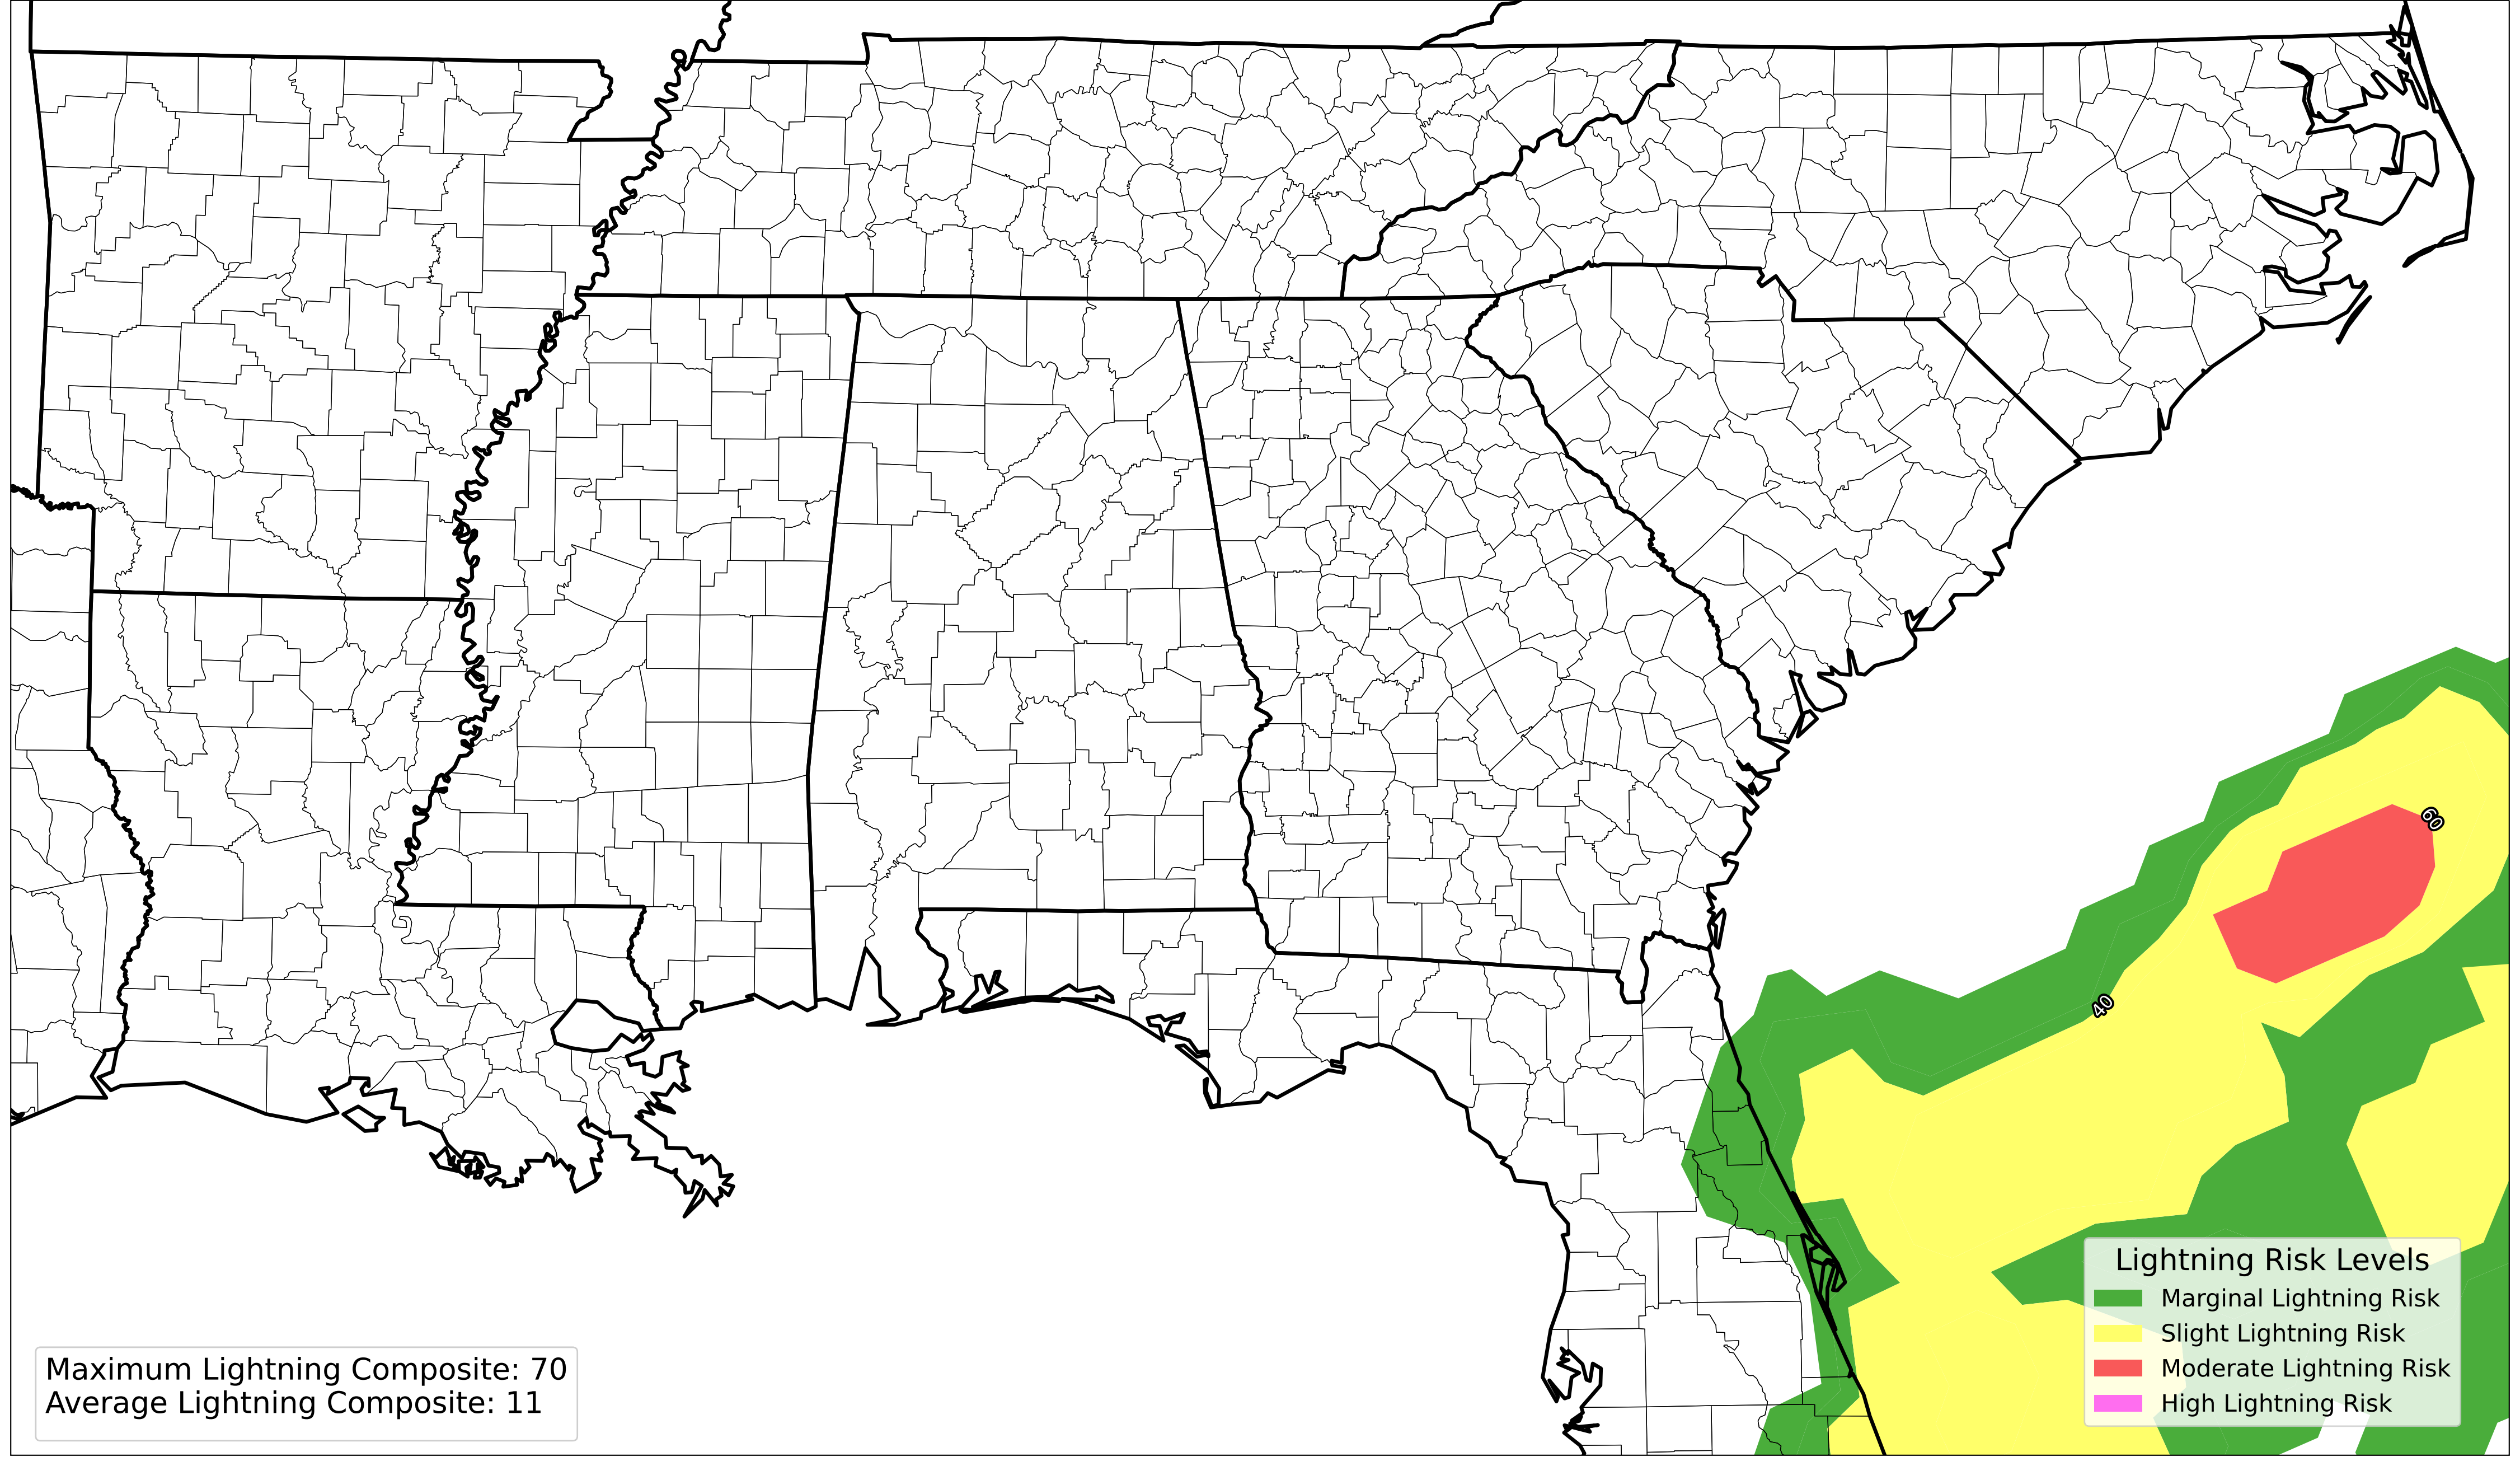 60
40
Lightning Risk Levels
Marginal Lightning Risk
Slight Lightning Risk
Moderate Lightning Risk
High Lightning Risk
Maximum Lightning Composite: 70
Average Lightning Composite: 11